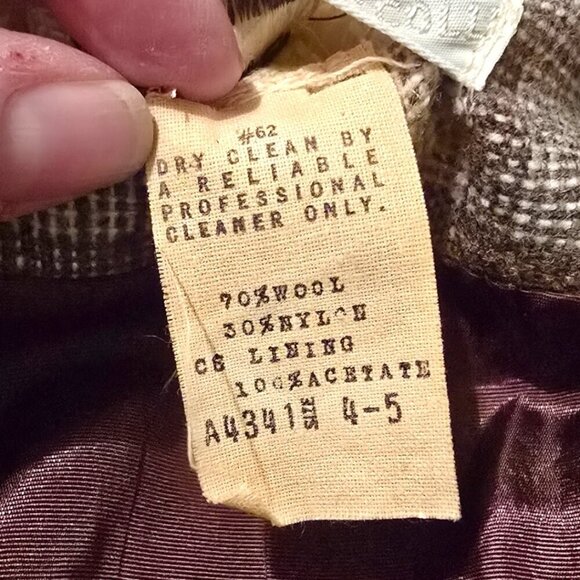 #62
DRY CLEAN BY
A RELIABLE
PROFESSIONAL
CLEANER ONLY.
70%WOOL
30%NYLON
CS LINING
100%ACETATE
A4341 SIZE 4-5